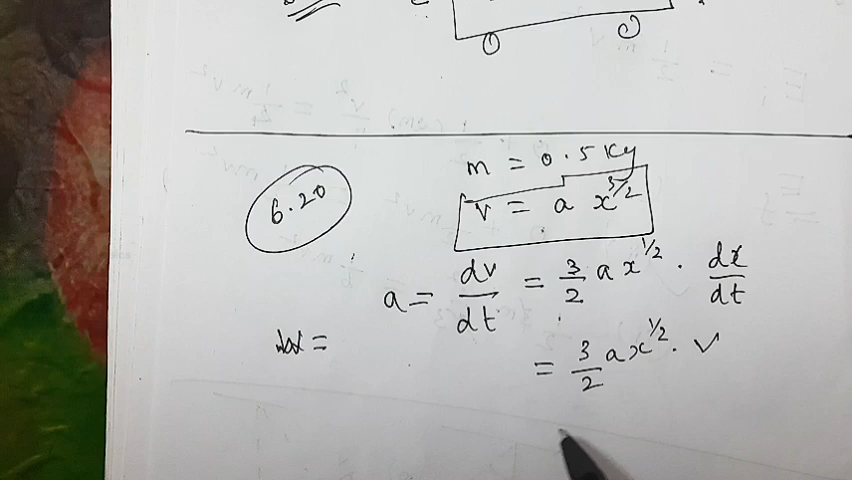 6.20
m = 0.5 Kg
v = a x^3/2
a = dv/dt = 3/2 a x^1/2 . dx/dt
= 3/2 a x^1/2 . v